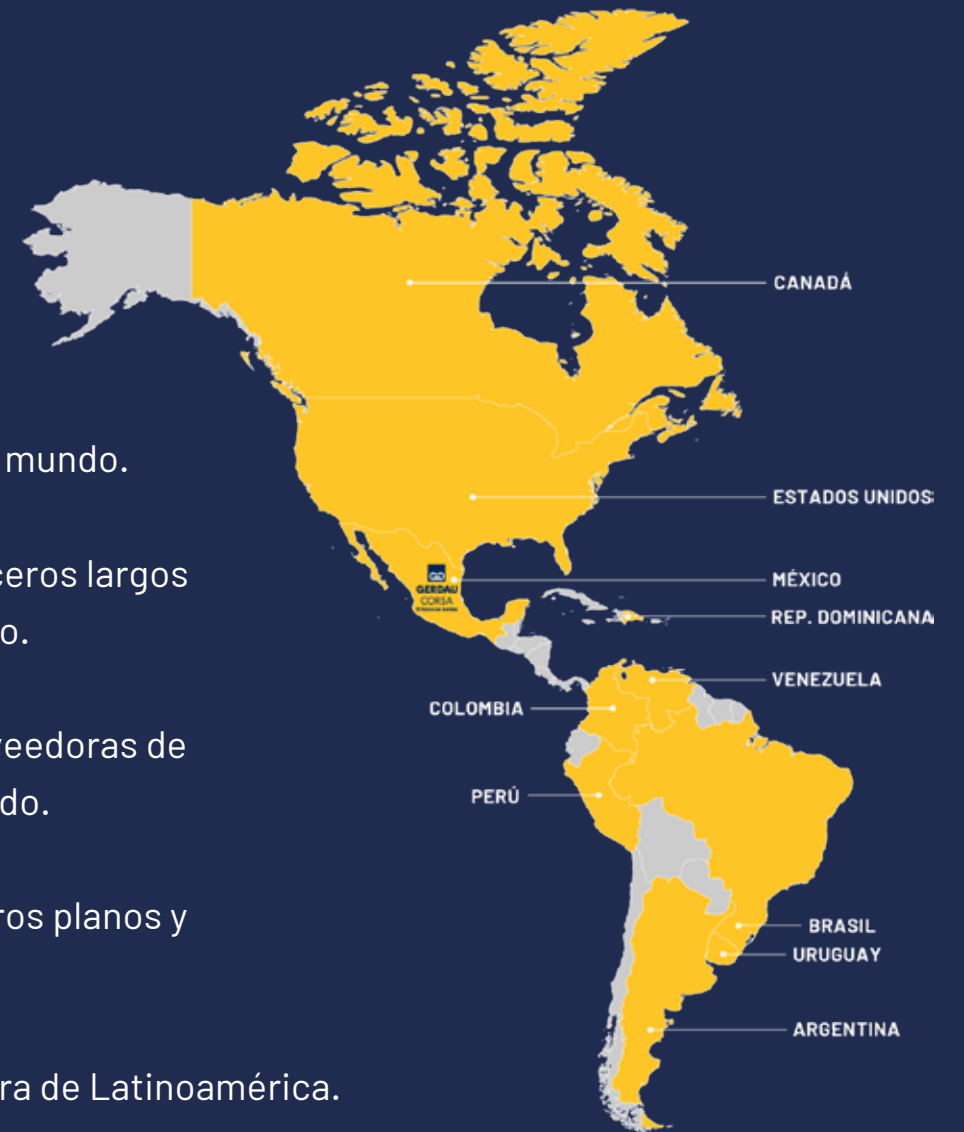 mundo.
ceros largos
o.
veedoras de
do.
ros planos y
ra de Latinoamérica.
CANADÁ
ESTADOS UNIDOS
MÉXICO
REP. DOMINICANA
VENEZUELA
COLOMBIA
PERÚ
BRASIL
URUGUAY
ARGENTINA
GD
GERDAU
CORSA